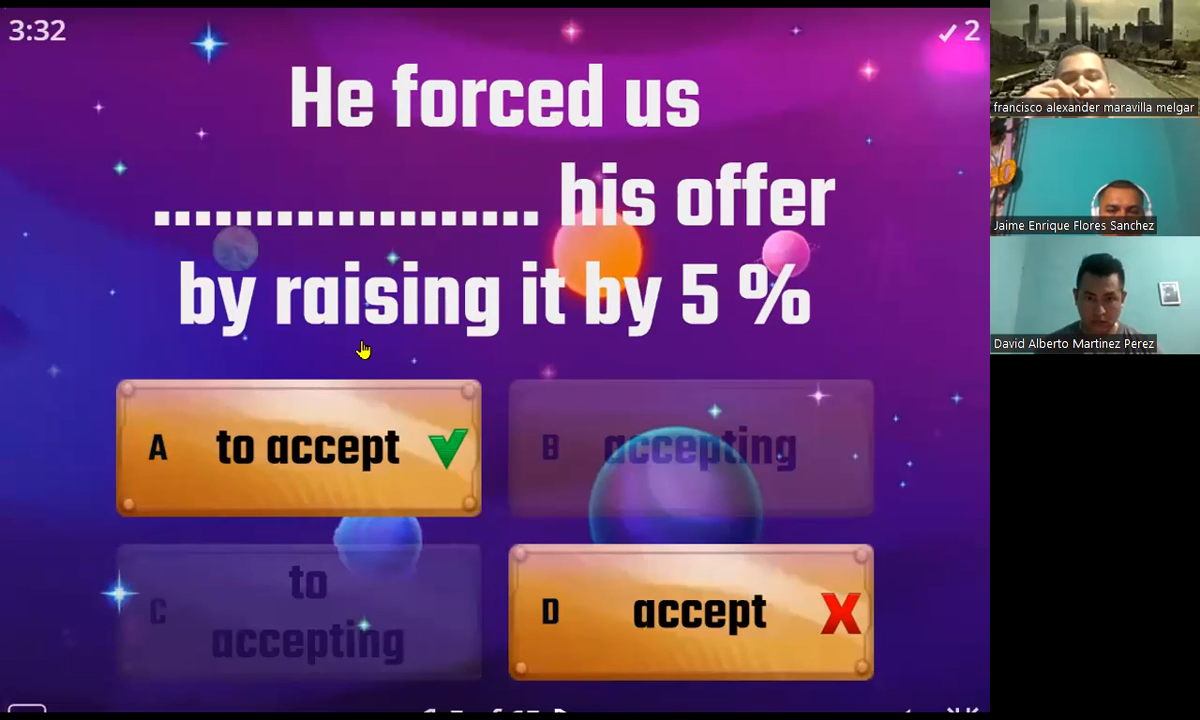 3:32
2
He forced us
................... his offer
by raising it by 5 %
A to accept
B accepting
C to
accepting
D accept
francisco alexander maravilla melgar
Jaime Enrique Flores Sanchez
David Alberto Martinez Perez